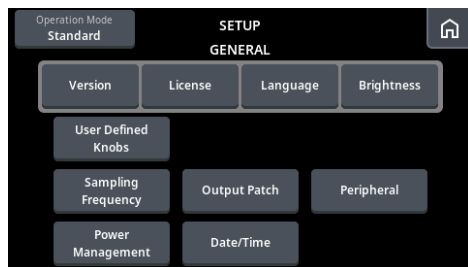 Operation Mode
Standard
SETUP
GENERAL
Version
License
Language
Brightness
User Defined
Knobs
Sampling
Frequency
Output Patch
Peripheral
Power
Management
Date/Time